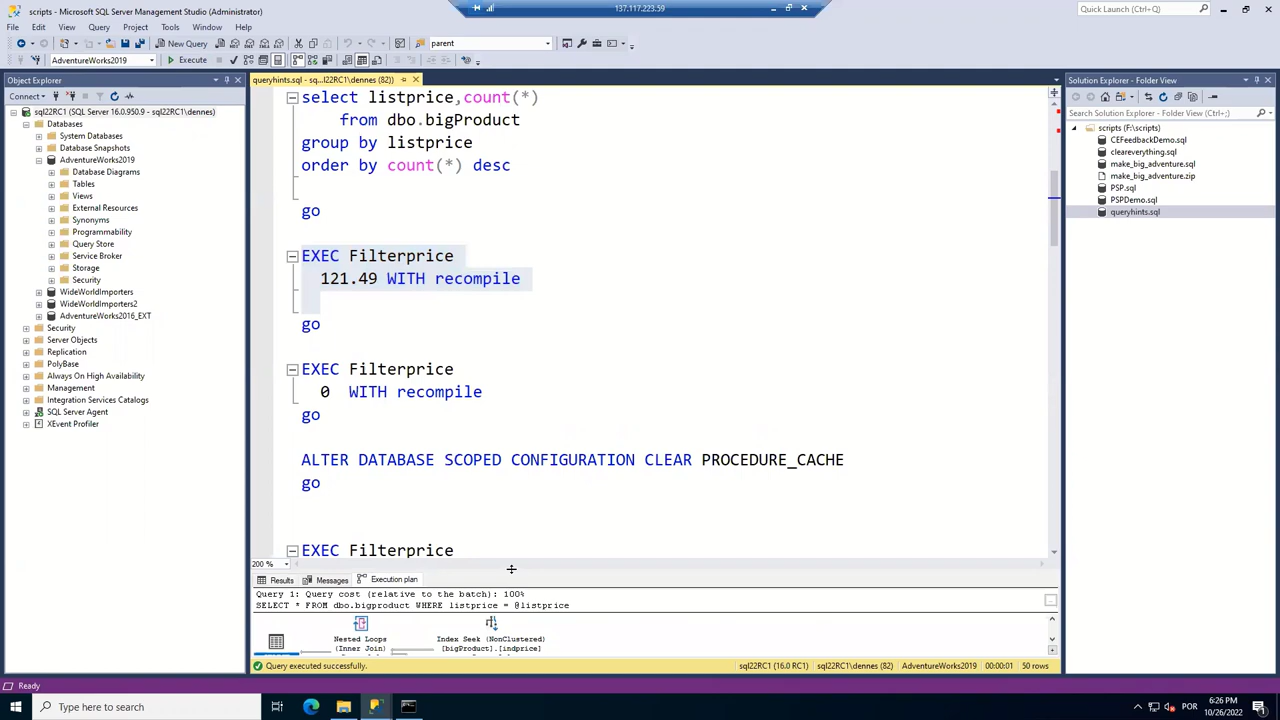 scripts - Microsoft SQL Server Management Studio (Administrator)
137.117.223.59
Quick Launch (Ctrl+Q)
File Edit View Query Project Tools Window Help
New Query
parent
AdventureWorks2019
Execute
Object Explorer
Connect
sql22RC1 (SQL Server 16.0.950.9 - sql22RC1\dennes)
Databases
System Databases
Database Snapshots
AdventureWorks2019
Database Diagrams
Tables
Views
External Resources
Synonyms
Programmability
Query Store
Service Broker
Storage
Security
WideWorldImporters
WideWorldImporters2
AdventureWorks2016_EXT
Security
Server Objects
Replication
PolyBase
Always On High Availability
Management
Integration Services Catalogs
SQL Server Agent
XEvent Profiler
queryhints.sql - sq...l22RC1\dennes (82))
select listprice,count(*)
from dbo.bigProduct
group by listprice
order by count(*) desc
go
EXEC Filterprice
121.49 WITH recompile
go
EXEC Filterprice
0 WITH recompile
go
ALTER DATABASE SCOPED CONFIGURATION CLEAR PROCEDURE_CACHE
go
EXEC Filterprice
200 %
Results Messages Execution plan
Query 1: Query cost (relative to the batch): 100%
SELECT * FROM dbo.bigproduct WHERE listprice = @listprice
Nested Loops
(Inner Join)
Index Seek (NonClustered)
[bigProduct].[indprice]
Query executed successfully.
sql22RC1 (16.0 RC1) sql22RC1\dennes (82) AdventureWorks2019 00:00:01 50 rows
Solution Explorer - Folder View
Search Solution Explorer - Folder View (Ctrl+;)
scripts (F:\scripts)
CEFeedbackDemo.sql
cleareverything.sql
make_big_adventure.sql
make_big_adventure.zip
PSP.sql
PSPDemo.sql
queryhints.sql
Ready
Type here to search
POR
6:26 PM
10/26/2022